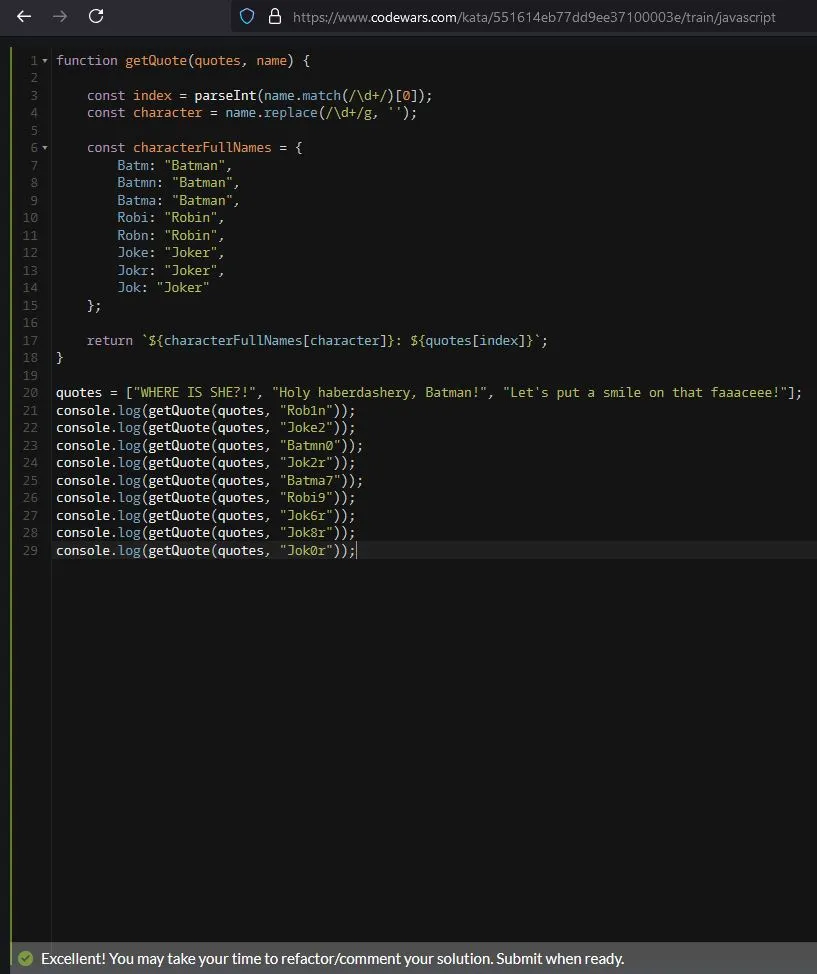 https://www.codewars.com/kata/551614eb77dd9ee37100003e/train/javascript
1 function getQuote(quotes, name) {
2
3     const index = parseInt(name.match(/\d+/)[0]);
4     const character = name.replace(/\d+/g, '');
5
6     const characterFullNames = {
7         Batm: "Batman",
8         Batmn: "Batman",
9         Batma: "Batman",
10         Robi: "Robin",
11         Robn: "Robin",
12         Joke: "Joker",
13         Jokr: "Joker",
14         Jok: "Joker"
15     };
16
17     return `${characterFullNames[character]}: ${quotes[index]}`;
18 }
19
20 quotes = ["WHERE IS SHE?!", "Holy haberdashery, Batman!", "Let's put a smile on that faaaceee!"];
21 console.log(getQuote(quotes, "Rob1n"));
22 console.log(getQuote(quotes, "Joke2"));
23 console.log(getQuote(quotes, "Batmn0"));
24 console.log(getQuote(quotes, "Jok2r"));
25 console.log(getQuote(quotes, "Batma7"));
26 console.log(getQuote(quotes, "Robi9"));
27 console.log(getQuote(quotes, "Jok6r"));
28 console.log(getQuote(quotes, "Jok8r"));
29 console.log(getQuote(quotes, "Jok0r"));
Excellent! You may take your time to refactor/comment your solution. Submit when ready.